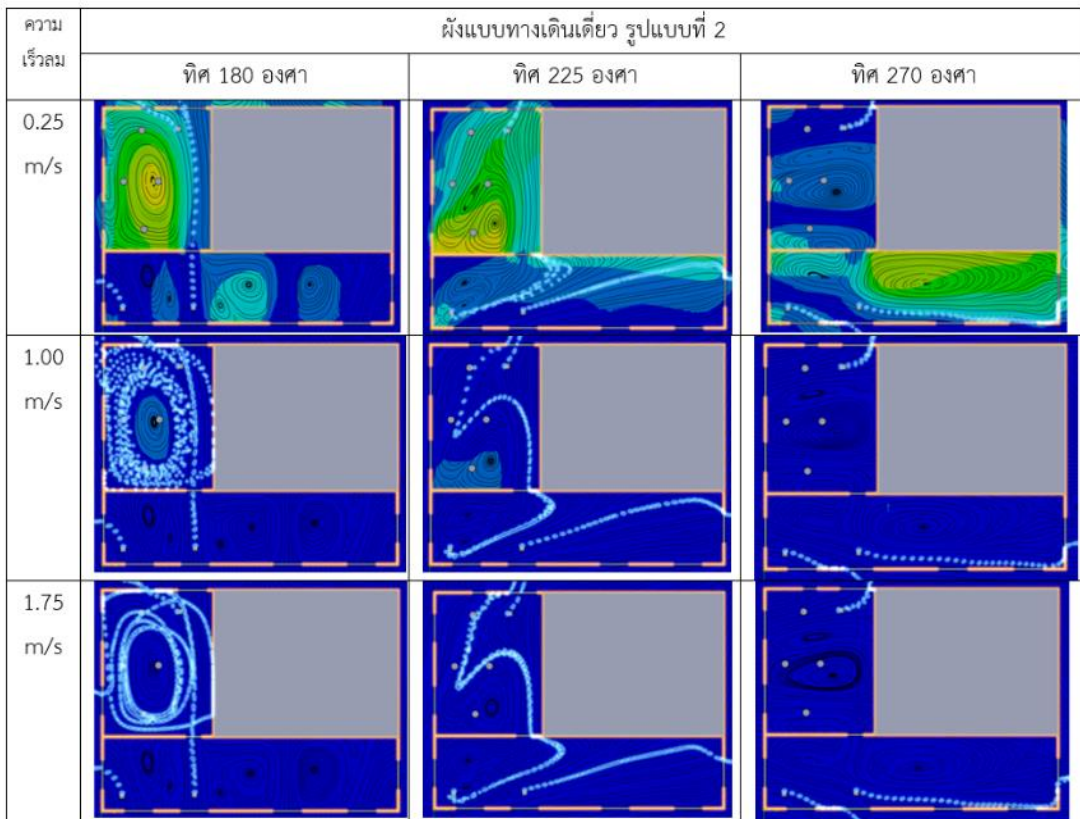 ความ
เร็วลม
ผังแบบทางเดินเดี่ยว รูปแบบที่ 2
ทิศ 180 องศา
ทิศ 225 องศา
ทิศ 270 องศา
0.25
m/s
1.00
m/s
1.75
m/s